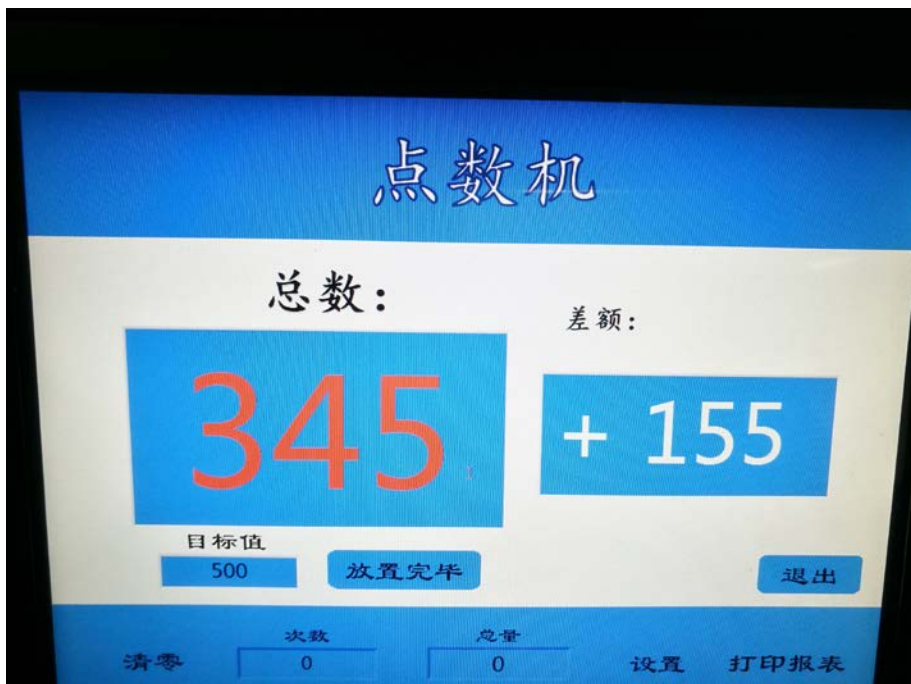 点数机
总数：
差额：
345
+ 155
目标值
500
放置完毕
退出
次数
总量
清零
0
0
设置
打印报表